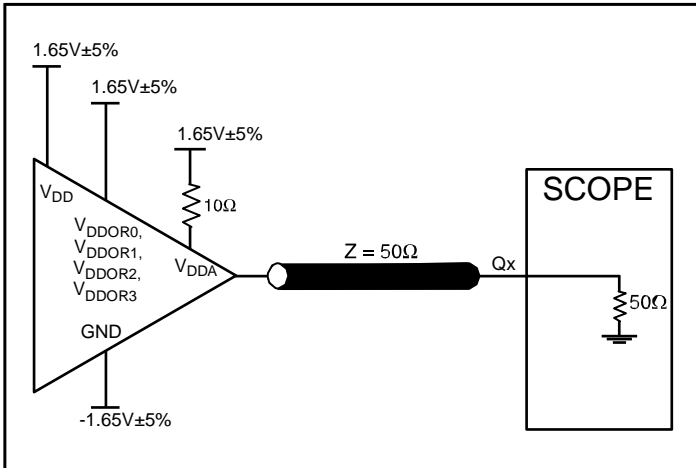 1.65V±5%
1.65V±5%
1.65V±5%
SCOPE
VDD
10Ω
VDDOR0,
VDDOR1,
VDDOR2,
VDDOR3
VDDA
Z = 50Ω
Qx
50Ω
GND
-1.65V±5%